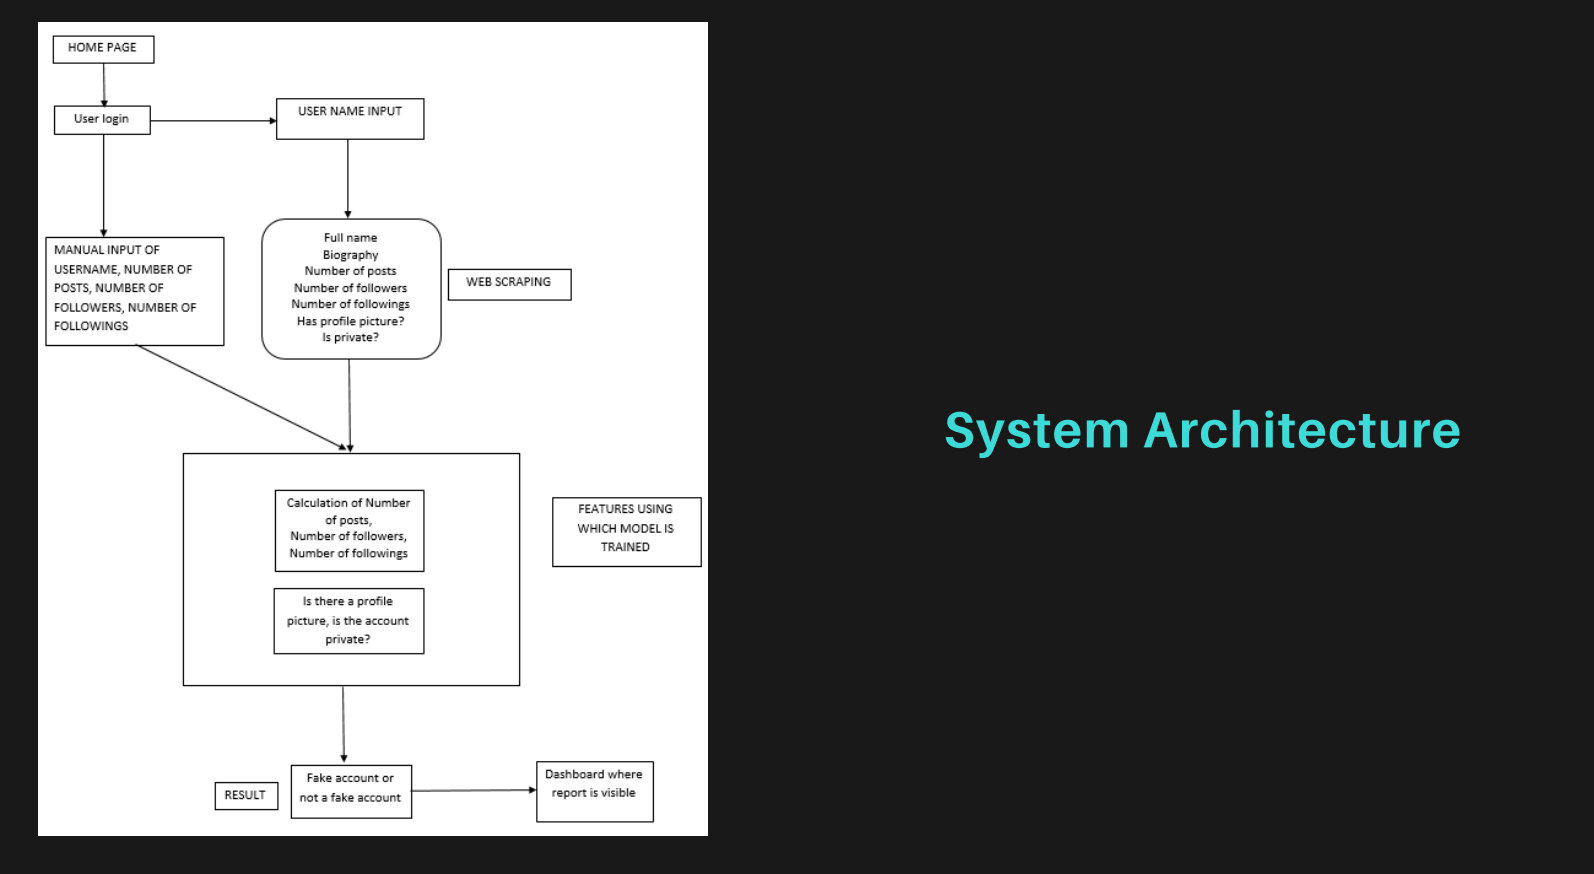 HOME PAGE
User login
USER NAME INPUT
MANUAL INPUT OF
USERNAME, NUMBER OF
POSTS, NUMBER OF
FOLLOWERS, NUMBER OF
FOLLOWINGS
Full name
Biography
Number of posts
Number of followers
Number of followings
Has profile picture?
Is private?
WEB SCRAPING
Calculation of Number
of posts,
Number of followers,
Number of followings
Is there a profile
picture, is the account
private?
FEATURES USING
WHICH MODEL IS
TRAINED
RESULT
Fake account or
not a fake account
Dashboard where
report is visible
System Architecture